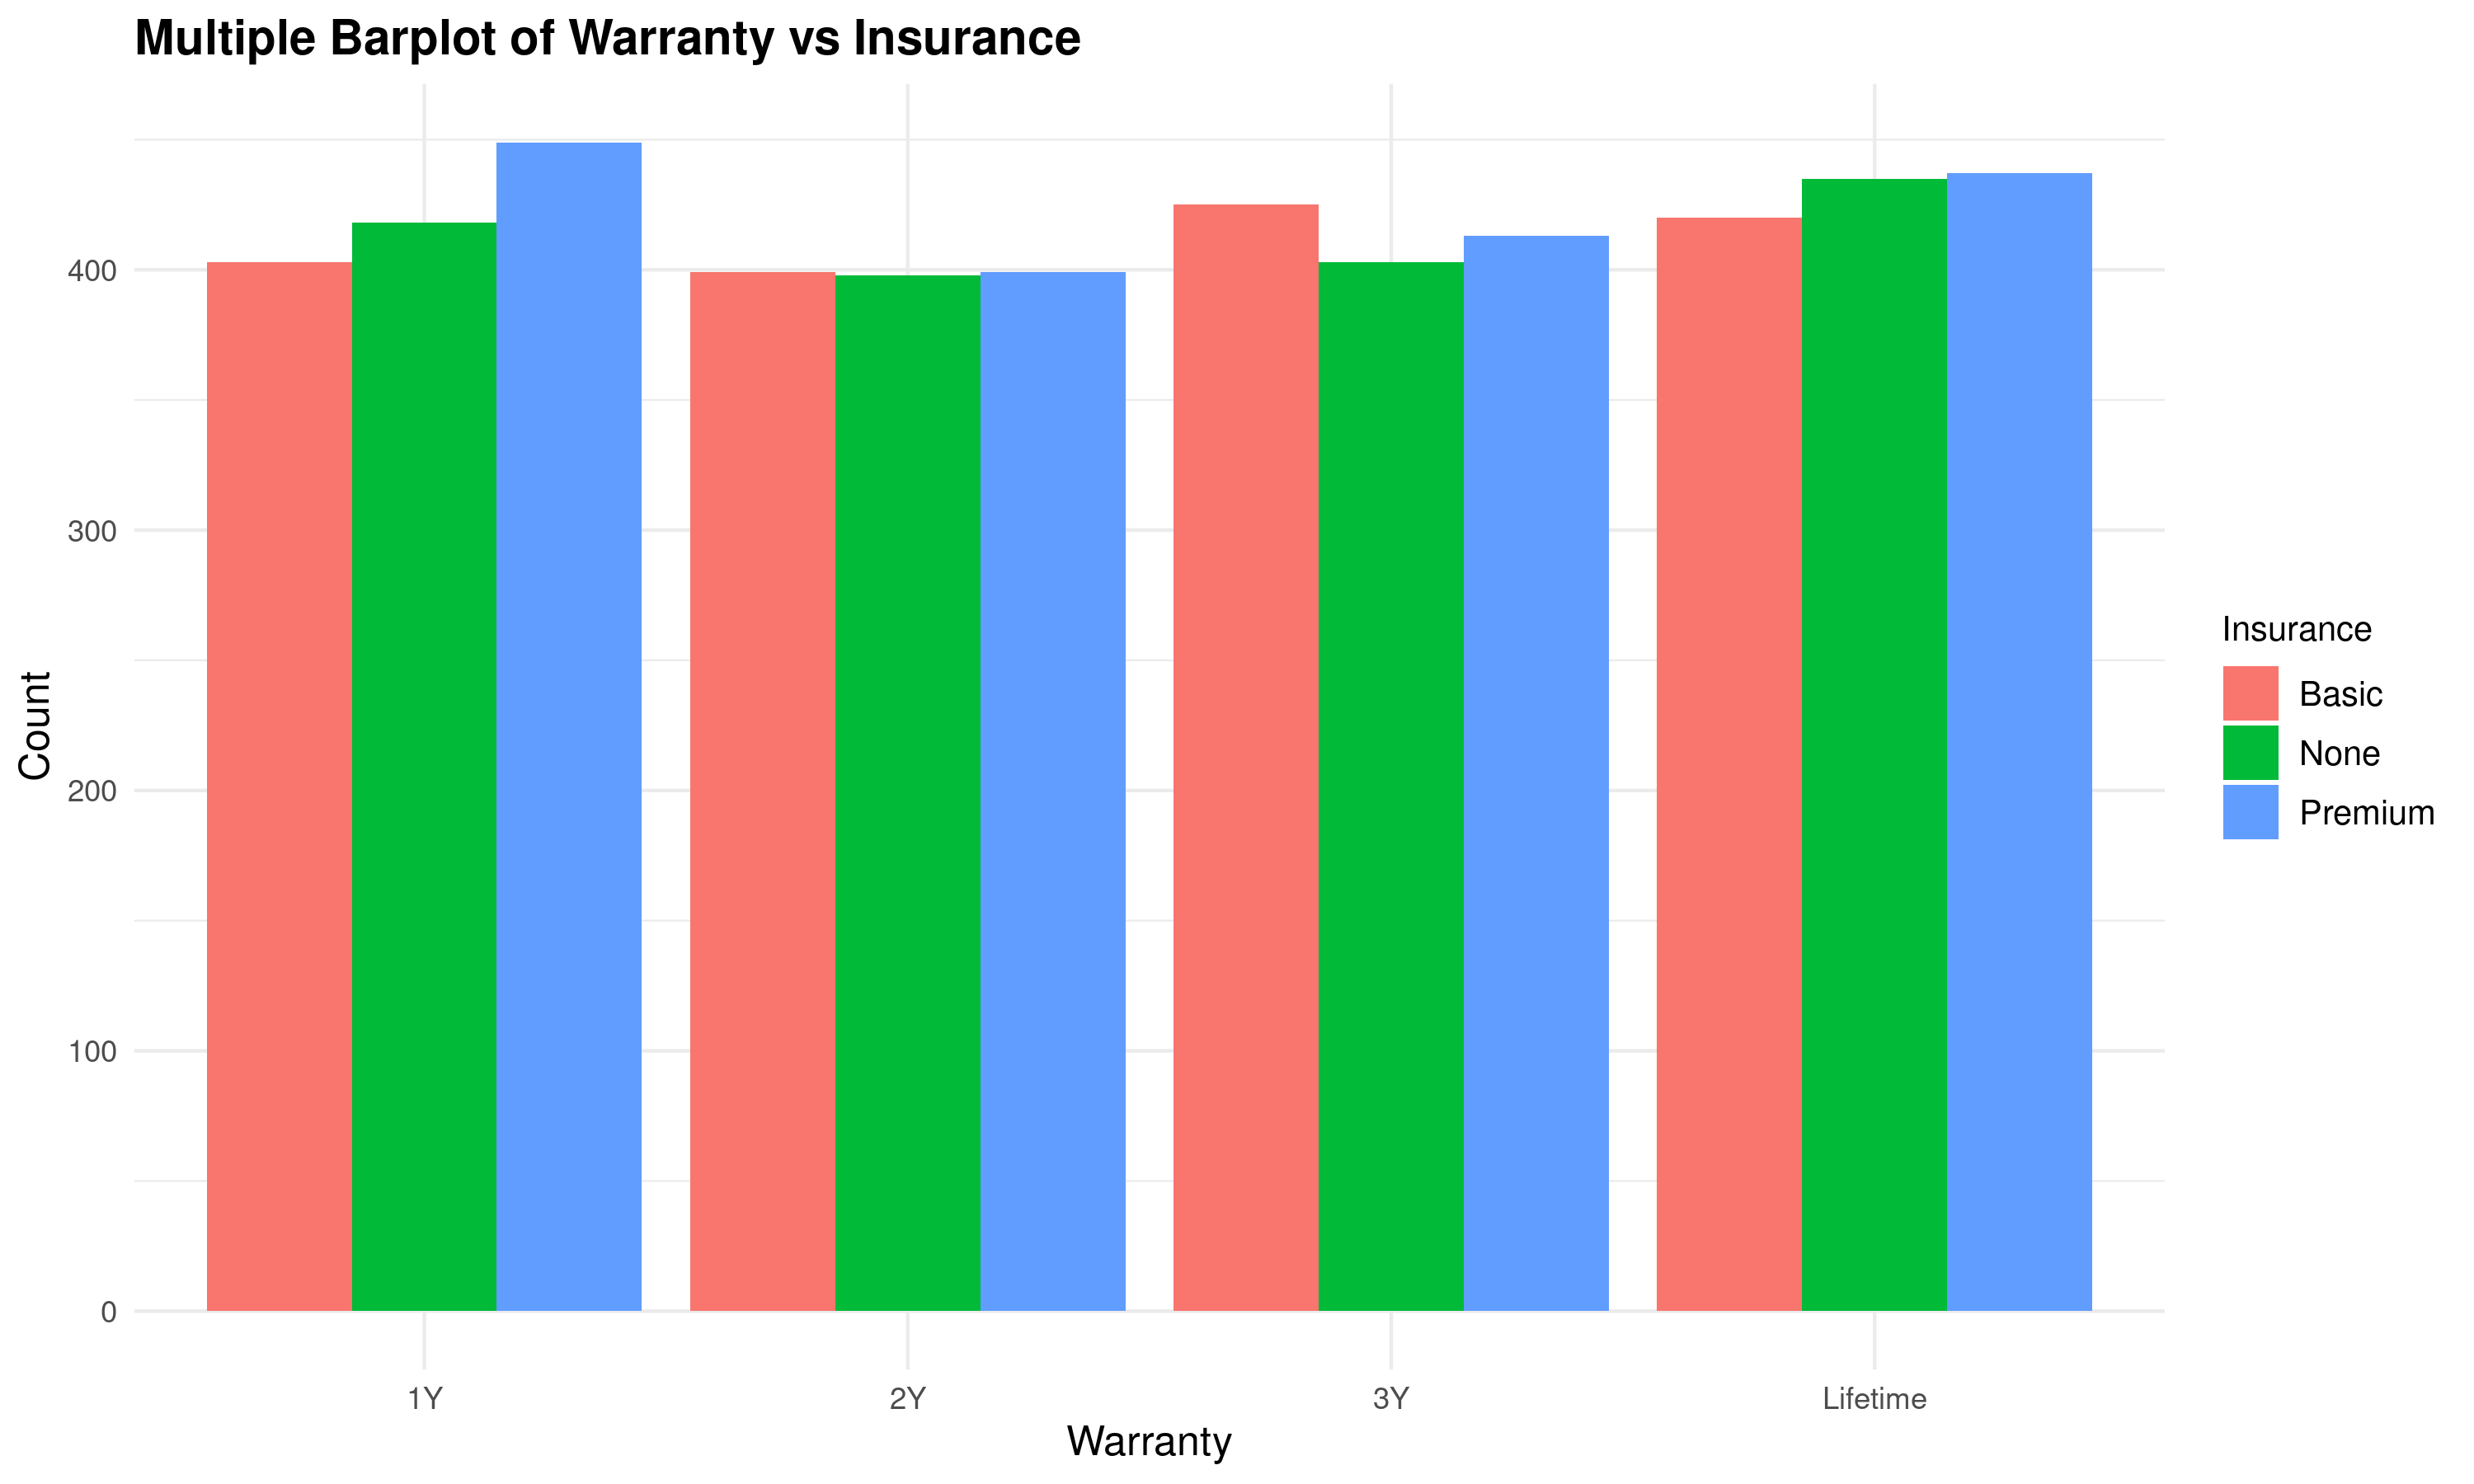 Multiple Barplot of Warranty vs Insurance
Count
400
300
200
100
0
1Y
2Y
3Y
Lifetime
Warranty
Insurance
Basic
None
Premium